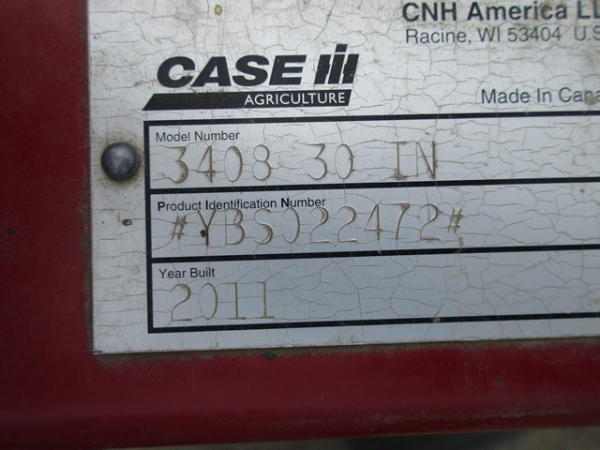 CNH America LL
Racine, WI 53404 U.S
CASE IH
AGRICULTURE
Made In Cana
Model Number
3408 30 IN
Product Identification Number
#YBS022472#
Year Built
2011